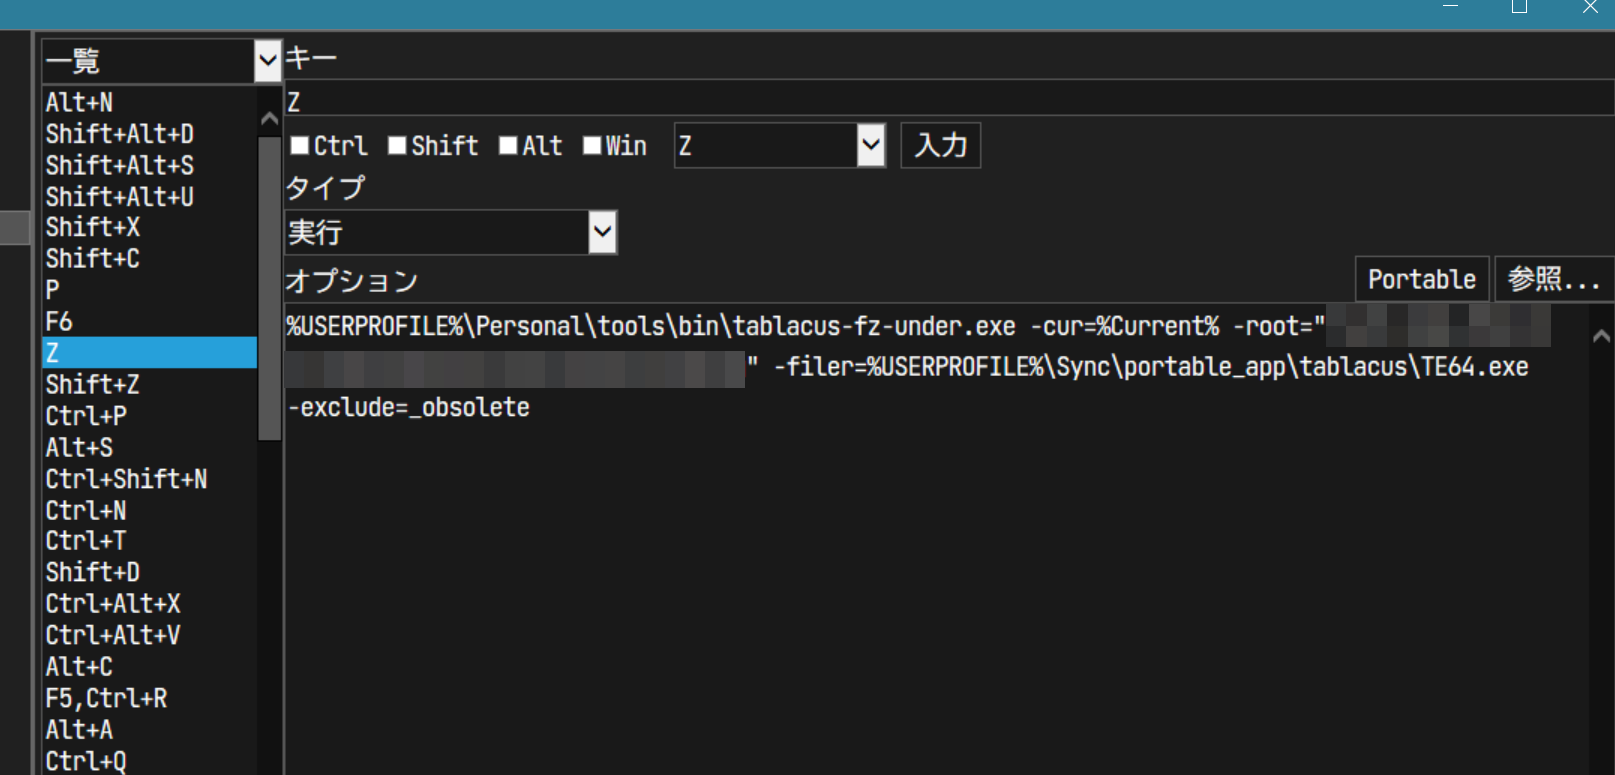 一覧
Alt+N
Shift+Alt+D
Shift+Alt+S
Shift+Alt+U
Shift+X
Shift+C
P
F6
Z
Shift+Z
Ctrl+P
Alt+S
Ctrl+Shift+N
Ctrl+N
Ctrl+T
Shift+D
Ctrl+Alt+X
Ctrl+Alt+V
Alt+C
F5,Ctrl+R
Alt+A
Ctrl+Q
キー
Z
Ctrl Shift Alt Win Z 入力
タイプ
実行
オプション Portable 参照...
%USERPROFILE%\Personal\tools\bin\tablacus-fz-under.exe -cur=%Current% -root="
" -filer=%USERPROFILE%\Sync\portable_app\tablacus\TE64.exe
-exclude=_obsolete